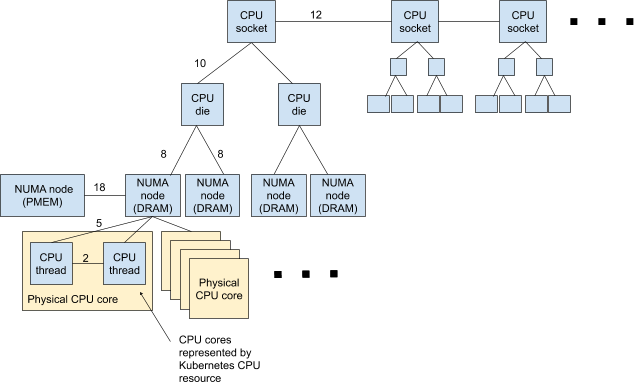 CPU
socket
12
CPU
socket
CPU
socket
10
CPU
die
CPU
die
8
8
NUMA node
(PMEM)
18
NUMA
node
(DRAM)
NUMA
node
(DRAM)
NUMA
node
(DRAM)
NUMA
node
(DRAM)
5
CPU
thread
2
CPU
thread
Physical CPU core
Physical
CPU core
CPU cores
represented by
Kubernetes CPU
resource